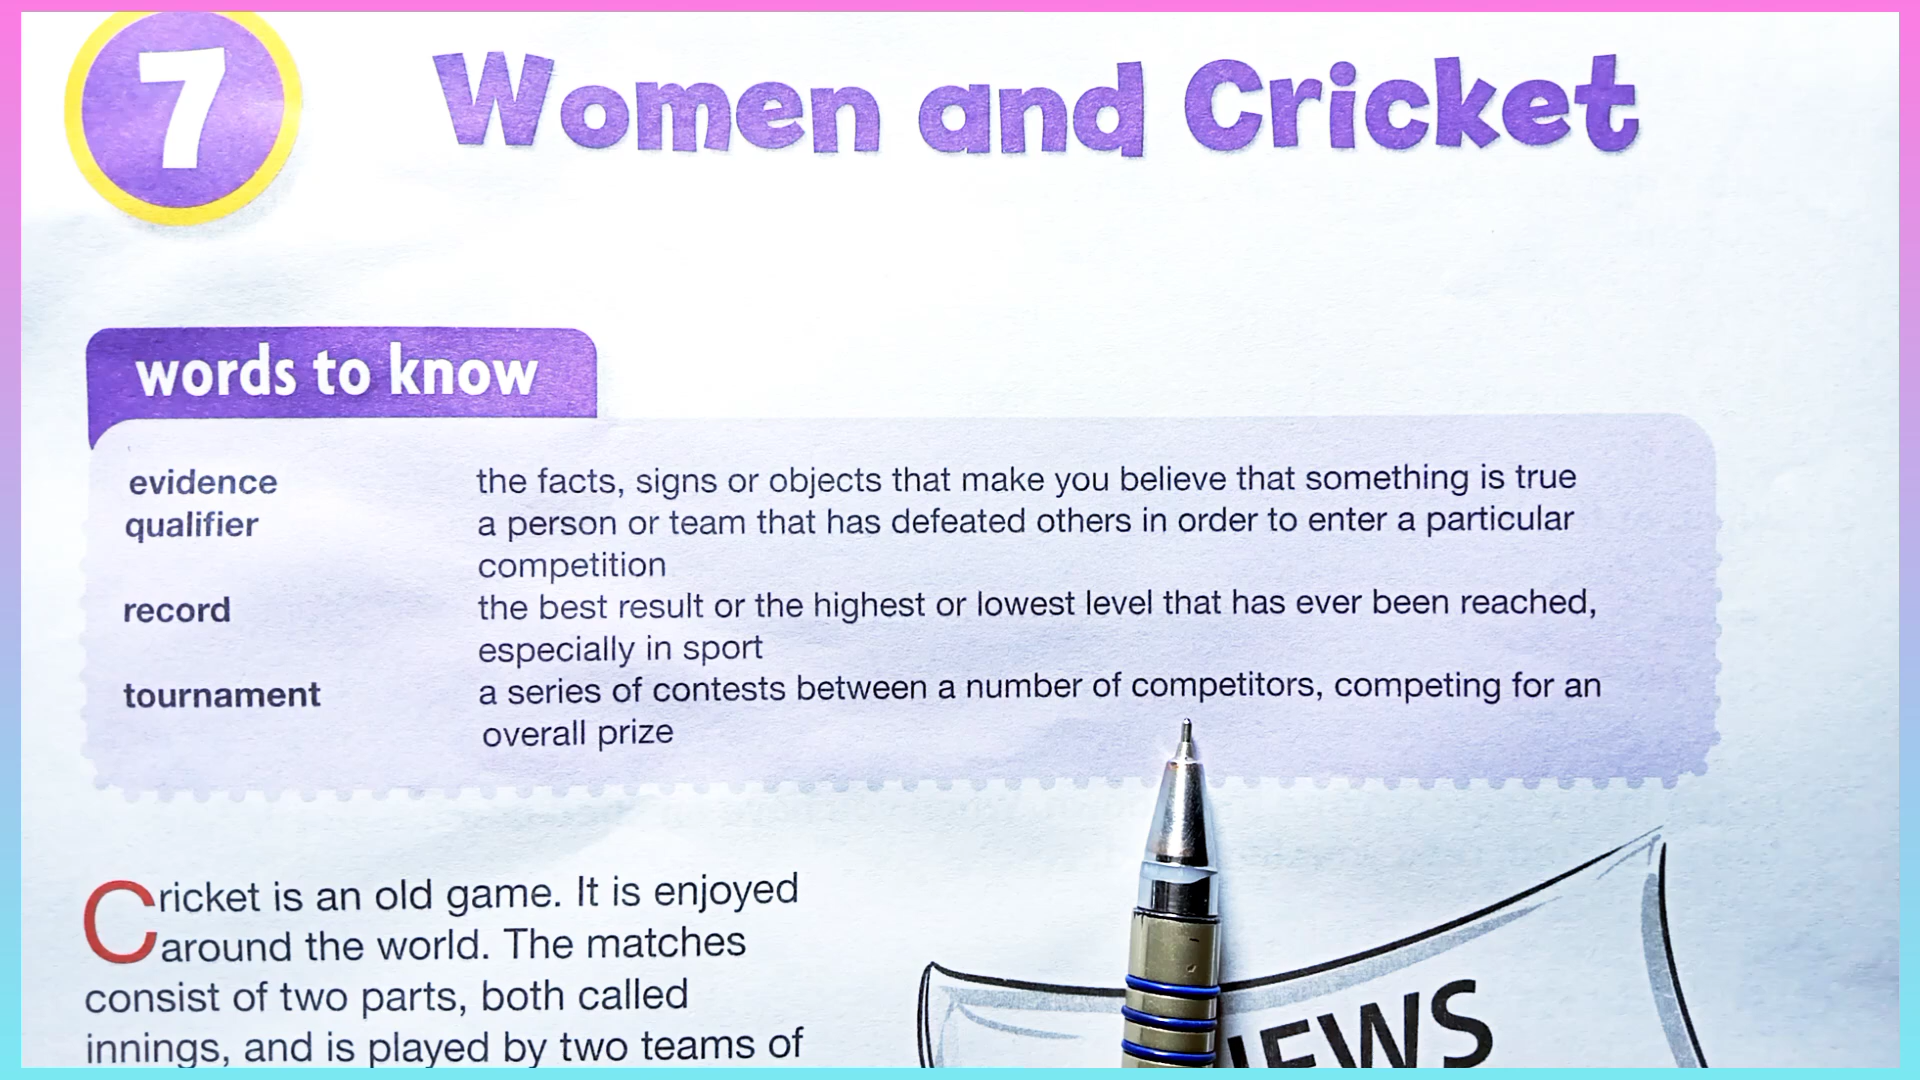 7
Women and Cricket
words to know
evidence the facts, signs or objects that make you believe that something is true
qualifier a person or team that has defeated others in order to enter a particular
competition
record the best result or the highest or lowest level that has ever been reached,
especially in sport
tournament a series of contests between a number of competitors, competing for an
overall prize
Cricket is an old game. It is enjoyed
around the world. The matches
consist of two parts, both called
innings, and is played by two teams of